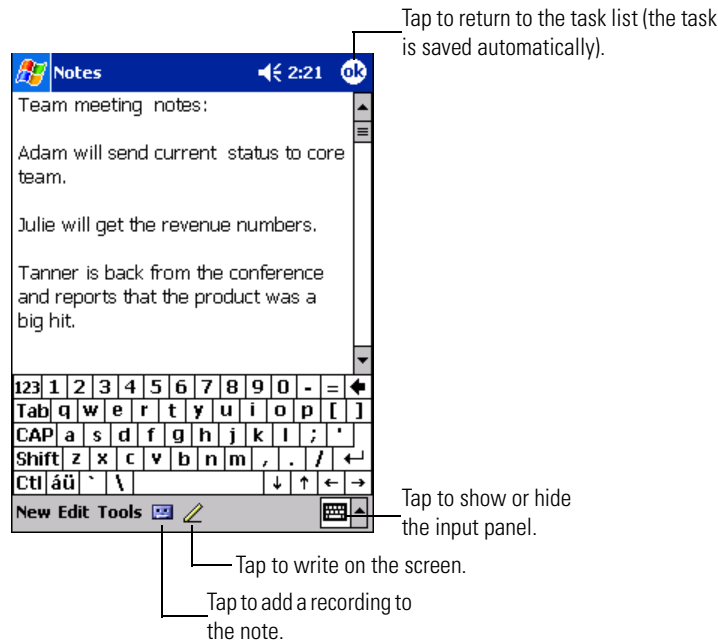 Tap to return to the task list (the task
is saved automatically).
Notes 2:21 ok
Team meeting notes:
Adam will send current status to core
team.
Julie will get the revenue numbers.
Tanner is back from the conference
and reports that the product was a
big hit.
123 1 2 3 4 5 6 7 8 9 0 - =
Tab q w e r t y u i o p [ ]
CAP a s d f g h j k l ; '
Shift z x c v b n m , . /
Ctl áü ` \ ↓ ↑ ← →
New Edit Tools
Tap to show or hide
the input panel.
Tap to write on the screen.
Tap to add a recording to
the note.